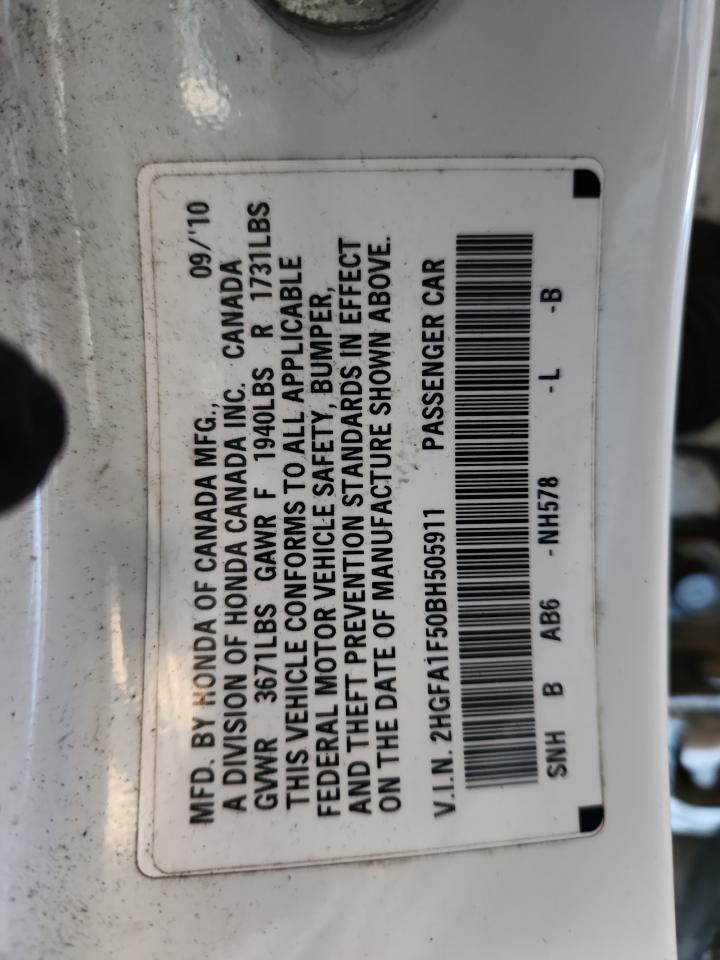 MFD. BY HONDA OF CANADA MFG., 09/'10
A DIVISION OF HONDA CANADA INC. CANADA
GVWR 3671LBS GAWR F 1940LBS R 1731LBS
THIS VEHICLE CONFORMS TO ALL APPLICABLE
FEDERAL MOTOR VEHICLE SAFETY, BUMPER,
AND THEFT PREVENTION STANDARDS IN EFFECT
ON THE DATE OF MANUFACTURE SHOWN ABOVE.
V.I.N. 2HGFA1F50BH505911 PASSENGER CAR
SNH B AB6 -NH578 -L -B